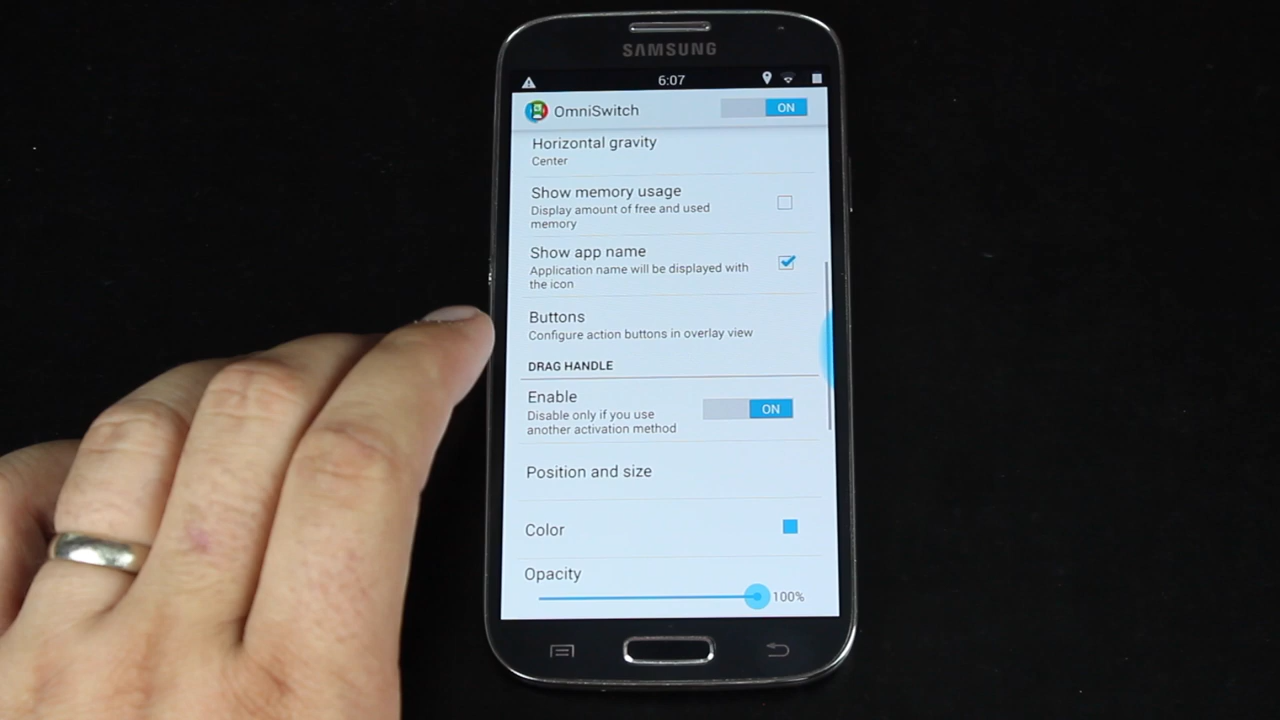 SAMSUNG
6:07
OmniSwitch
ON
Horizontal gravity
Center
Show memory usage
Display amount of free and used
memory
Show app name
Application name will be displayed with
the icon
Buttons
Configure action buttons in overlay view
DRAG HANDLE
Enable
Disable only if you use
another activation method
ON
Position and size
Color
Opacity
100%